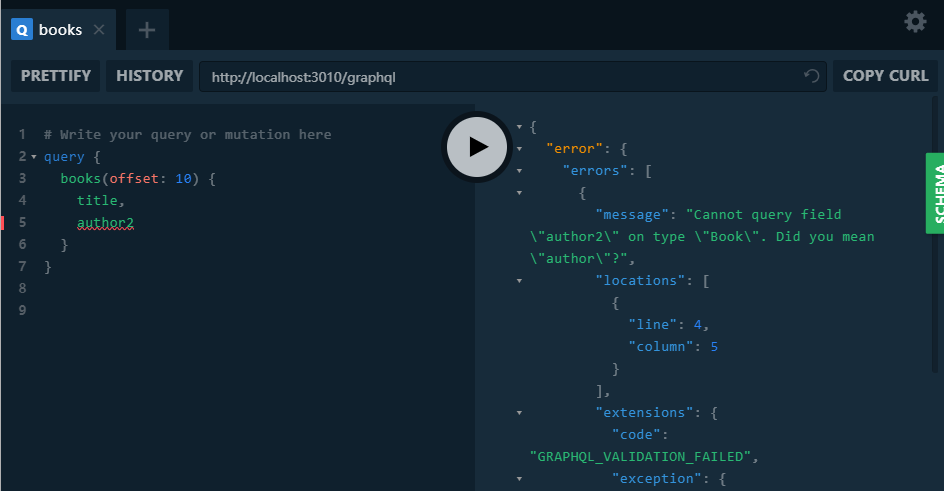 Q books × +
PRETTIFY HISTORY http://localhost:3010/graphql COPY CURL
1 # Write your query or mutation here
2 query {
3 books(offset: 10) {
4 title,
5 author2
6 }
7 }
8
9
{
"error": {
"errors": [
{
"message": "Cannot query field
\"author2\" on type \"Book\". Did you mean
\"author\"?",
"locations": [
{
"line": 4,
"column": 5
}
],
"extensions": {
"code":
"GRAPHQL_VALIDATION_FAILED",
"exception": {
SCHEMA